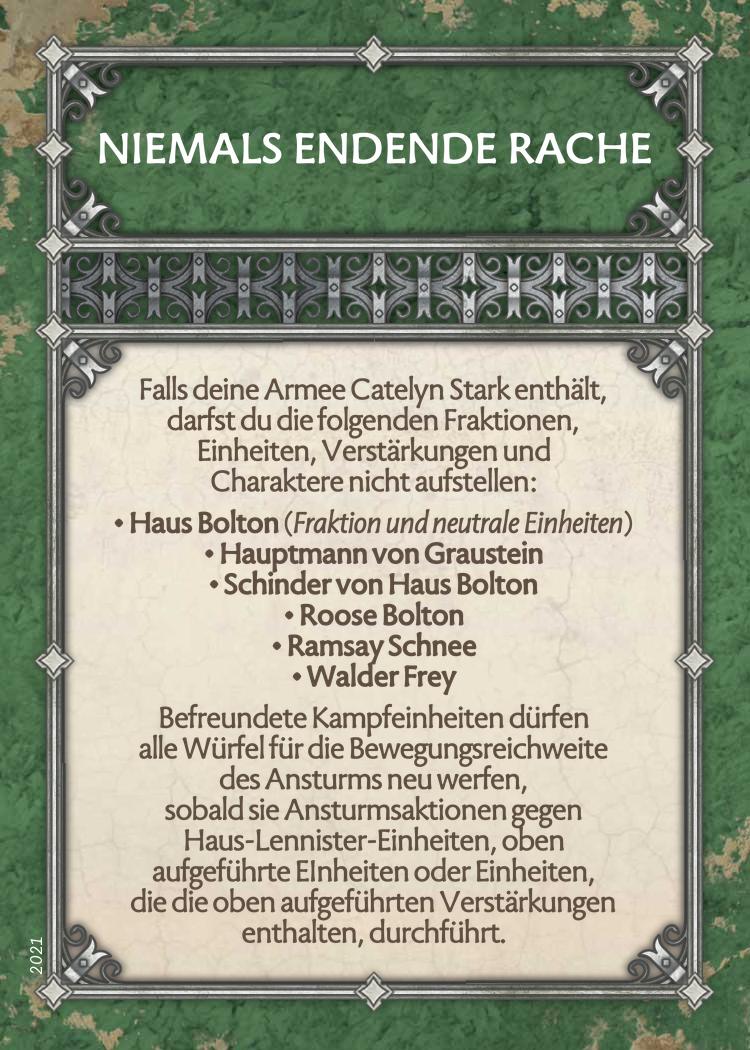 NIEMALS ENDENDE RACHE
Falls deine Armee Catelyn Stark enthält,
darfst du die folgenden Fraktionen,
Einheiten, Verstärkungen und
Charaktere nicht aufstellen:
• Haus Bolton (Fraktion und neutrale Einheiten)
• Hauptmann von Graustein
• Schinder von Haus Bolton
• Roose Bolton
• Ramsay Schnee
• Walder Frey
Befreundete Kampfeinheiten dürfen
alle Würfel für die Bewegungsreichweite
des Ansturms neu werfen,
sobald sie Ansturmsaktionen gegen
Haus-Lennister-Einheiten, oben
aufgeführte EInheiten oder Einheiten,
die die oben aufgeführten Verstärkungen
enthalten, durchführt.
2021